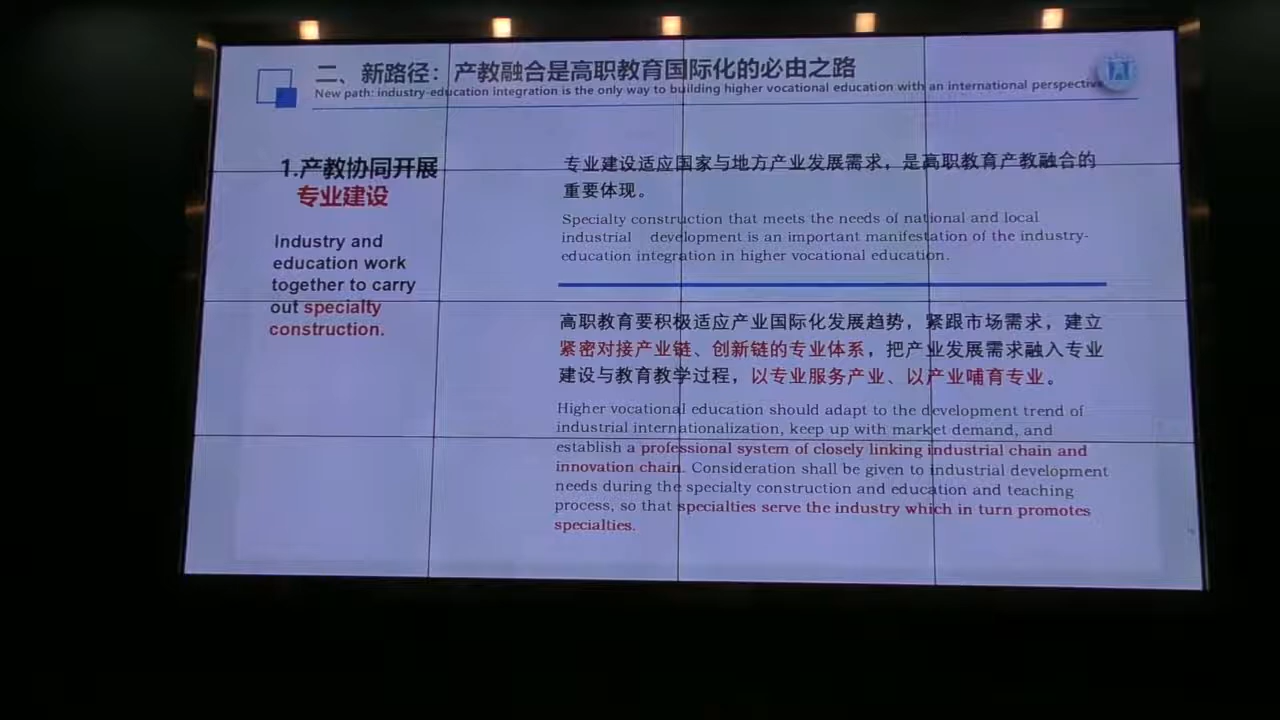 二、新路径：产教融合是高职教育国际化的必由之路
New path: industry-education integration is the only way to building higher vocational education with an international perspective
1.产教协同开展
专业建设
Industry and
education work
together to carry
out specialty
construction.
专业建设适应国家与地方产业发展需求，是高职教育产教融合的
重要体现。
Specialty construction that meets the needs of national and local
industrial development is an important manifestation of the industry-
education integration in higher vocational education.
高职教育要积极适应产业国际化发展趋势，紧跟市场需求，建立
紧密对接产业链、创新链的专业体系，把产业发展需求融入专业
建设与教育教学过程，以专业服务产业、以产业哺育专业。
Higher vocational education should adapt to the development trend of
industrial internationalization, keep up with market demand, and
establish a professional system of closely linking industrial chain and
innovation chain. Consideration shall be given to industrial development
needs during the specialty construction and education and teaching
process, so that specialties serve the industry which in turn promotes
specialties.